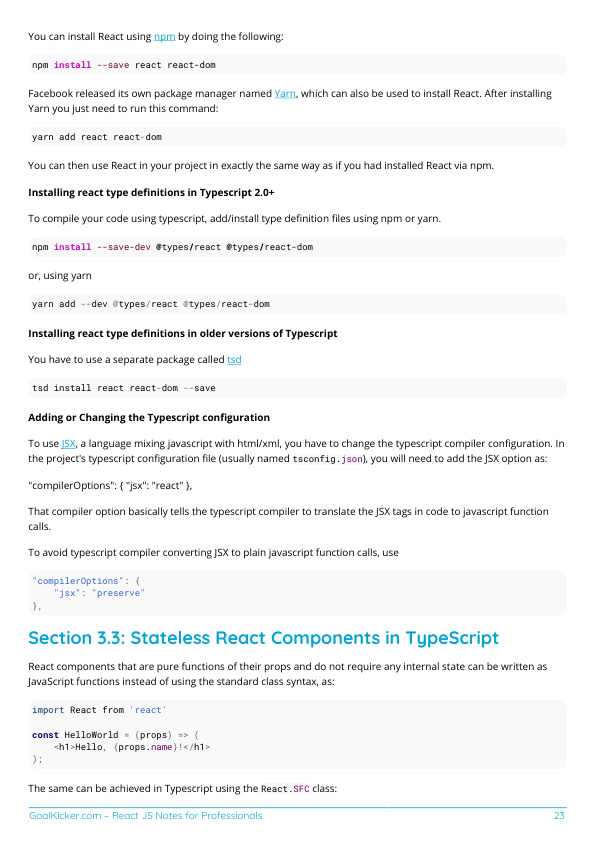 You can install React using npm by doing the following:
npm install --save react react-dom
Facebook released its own package manager named Yarn, which can also be used to install React. After installing
Yarn you just need to run this command:
yarn add react react-dom
You can then use React in your project in exactly the same way as if you had installed React via npm.
Installing react type definitions in Typescript 2.0+
To compile your code using typescript, add/install type definition files using npm or yarn.
npm install --save-dev @types/react @types/react-dom
or, using yarn
yarn add --dev @types/react @types/react-dom
Installing react type definitions in older versions of Typescript
You have to use a separate package called tsd
tsd install react react-dom --save
Adding or Changing the Typescript configuration
To use JSX, a language mixing javascript with html/xml, you have to change the typescript compiler configuration. In
the project's typescript configuration file (usually named tsconfig.json), you will need to add the JSX option as:
"compilerOptions": { "jsx": "react" },
That compiler option basically tells the typescript compiler to translate the JSX tags in code to javascript function
calls.
To avoid typescript compiler converting JSX to plain javascript function calls, use
"compilerOptions": {
    "jsx": "preserve"
},
Section 3.3: Stateless React Components in TypeScript
React components that are pure functions of their props and do not require any internal state can be written as
JavaScript functions instead of using the standard class syntax, as:
import React from 'react'
const HelloWorld = (props) => (
    <h1>Hello, {props.name}!</h1>
);
The same can be achieved in Typescript using the React.SFC class:
GoalKicker.com – React JS Notes for Professionals 23